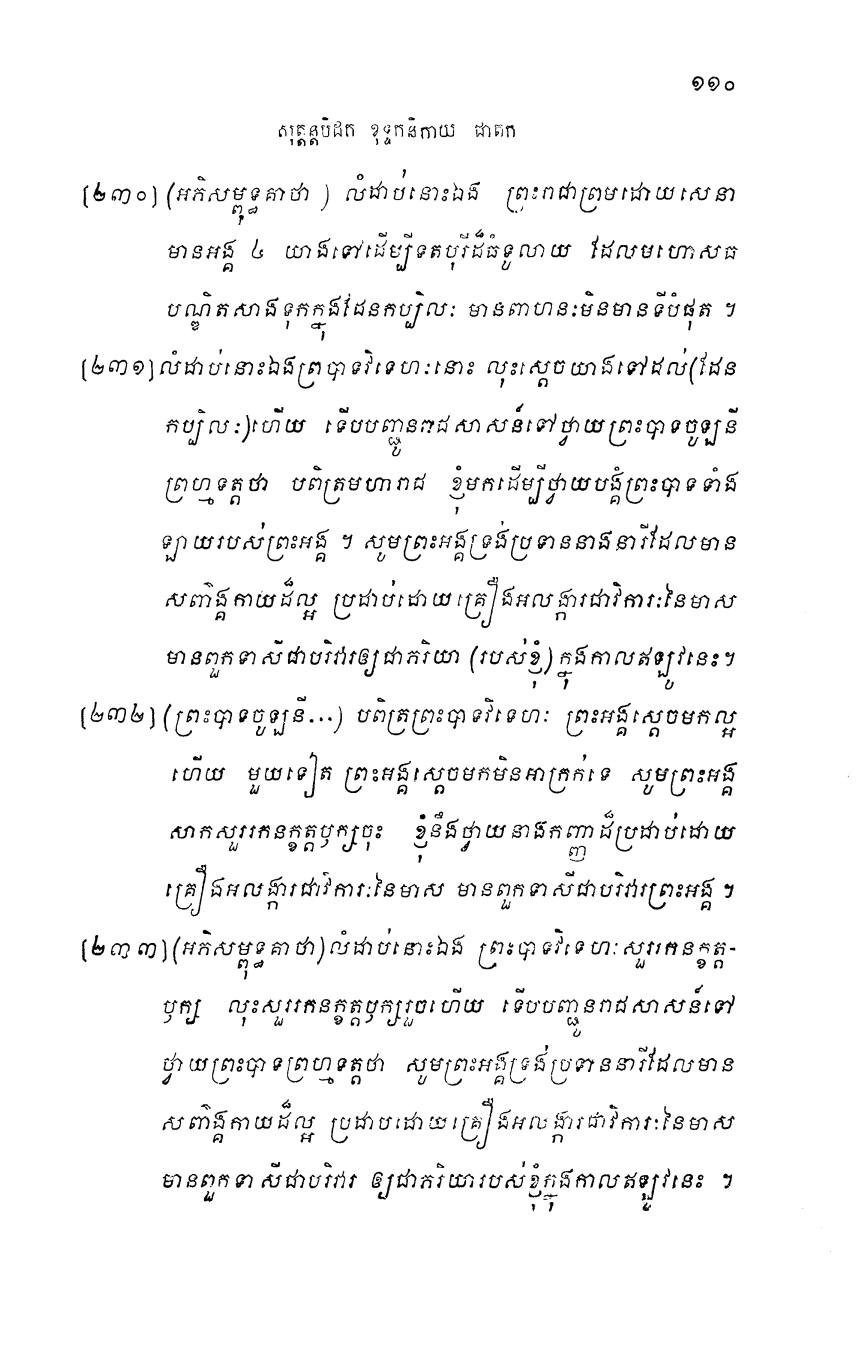 ១១០
សុត្តន្តបិដក ខុទ្ទកនិកាយ ជាតក
[២៣០] (អភិសម្ពុទ្ធគាថា ) លំដាប់នោះឯង ព្រះរាជាព្រមដោយសេនា
មានអង្គ ៤ យាងទៅដើម្បីទតបុរីដ៏ធំទូលាយ ដែលមហោសធ
បណ្ឌិតសាងទុកក្នុងដែនកប្បិលៈ មានពាហនៈមិនមានទីបំផុត ។
[២៣១] លំដាប់នោះឯងព្រះបាទវិទេហៈនោះ លុះស្តេចយាងទៅដល់(ដែន
កប្បិលៈ)ហើយ ទើបបញ្ជូនរាជសាសន៍ទៅថ្វាយព្រះបាទចូឡនី
ព្រហ្មទត្តថា បពិត្រមហារាជ ខ្ញុំមកដើម្បីថ្វាយបង្គំព្រះបាទទាំង
ឡាយរបស់ព្រះអង្គ ។ សូមព្រះអង្គទ្រង់ប្រទាននាងនារីដែលមាន
សព៌ាង្គកាយដ៏ល្អ ប្រដាប់ដោយគ្រឿងអលង្ការជាវិការៈនៃមាស
មានពួកទាសីជាបរិវារឲ្យជាភរិយា (របស់ខ្ញុំ) ក្នុងកាលឥឡូវនេះ។
[២៣២] (ព្រះបាទចូឡនី...) បពិត្រព្រះបាទវិទេហៈ ព្រះអង្គស្តេចមកល្អ
ហើយ មួយទៀត ព្រះអង្គស្តេចមកមិនអាក្រក់ទេ សូមព្រះអង្គ
សាកសួររកនក្ខត្តឫក្សចុះ ខ្ញុំនឹងថ្វាយនាងកញ្ញាដ៏ប្រដាប់ដោយ
គ្រឿងអលង្ការជាវិការៈនៃមាស មានពួកទាសីជាបរិវារព្រះអង្គ ។
[២៣៣] (អភិសម្ពុទ្ធគាថា) លំដាប់នោះឯង ព្រះបាទវិទេហៈសួររកនក្ខត្ត-
ឫក្ស លុះសួររកនក្ខត្តឫក្សរួចហើយ ទើបបញ្ជូនរាជសាសន៍ទៅ
ថ្វាយព្រះបាទព្រហ្មទត្តថា សូមព្រះអង្គទ្រង់ប្រទាននារីដែលមាន
សព៌ាង្គកាយដ៏ល្អ ប្រដាបដោយគ្រឿងអលង្ការជាវិការៈនៃមាស
មានពួកទាសីជាបរិវារ ឲ្យជាភរិយារបស់ខ្ញុំក្នុងកាលឥឡូវនេះ ។